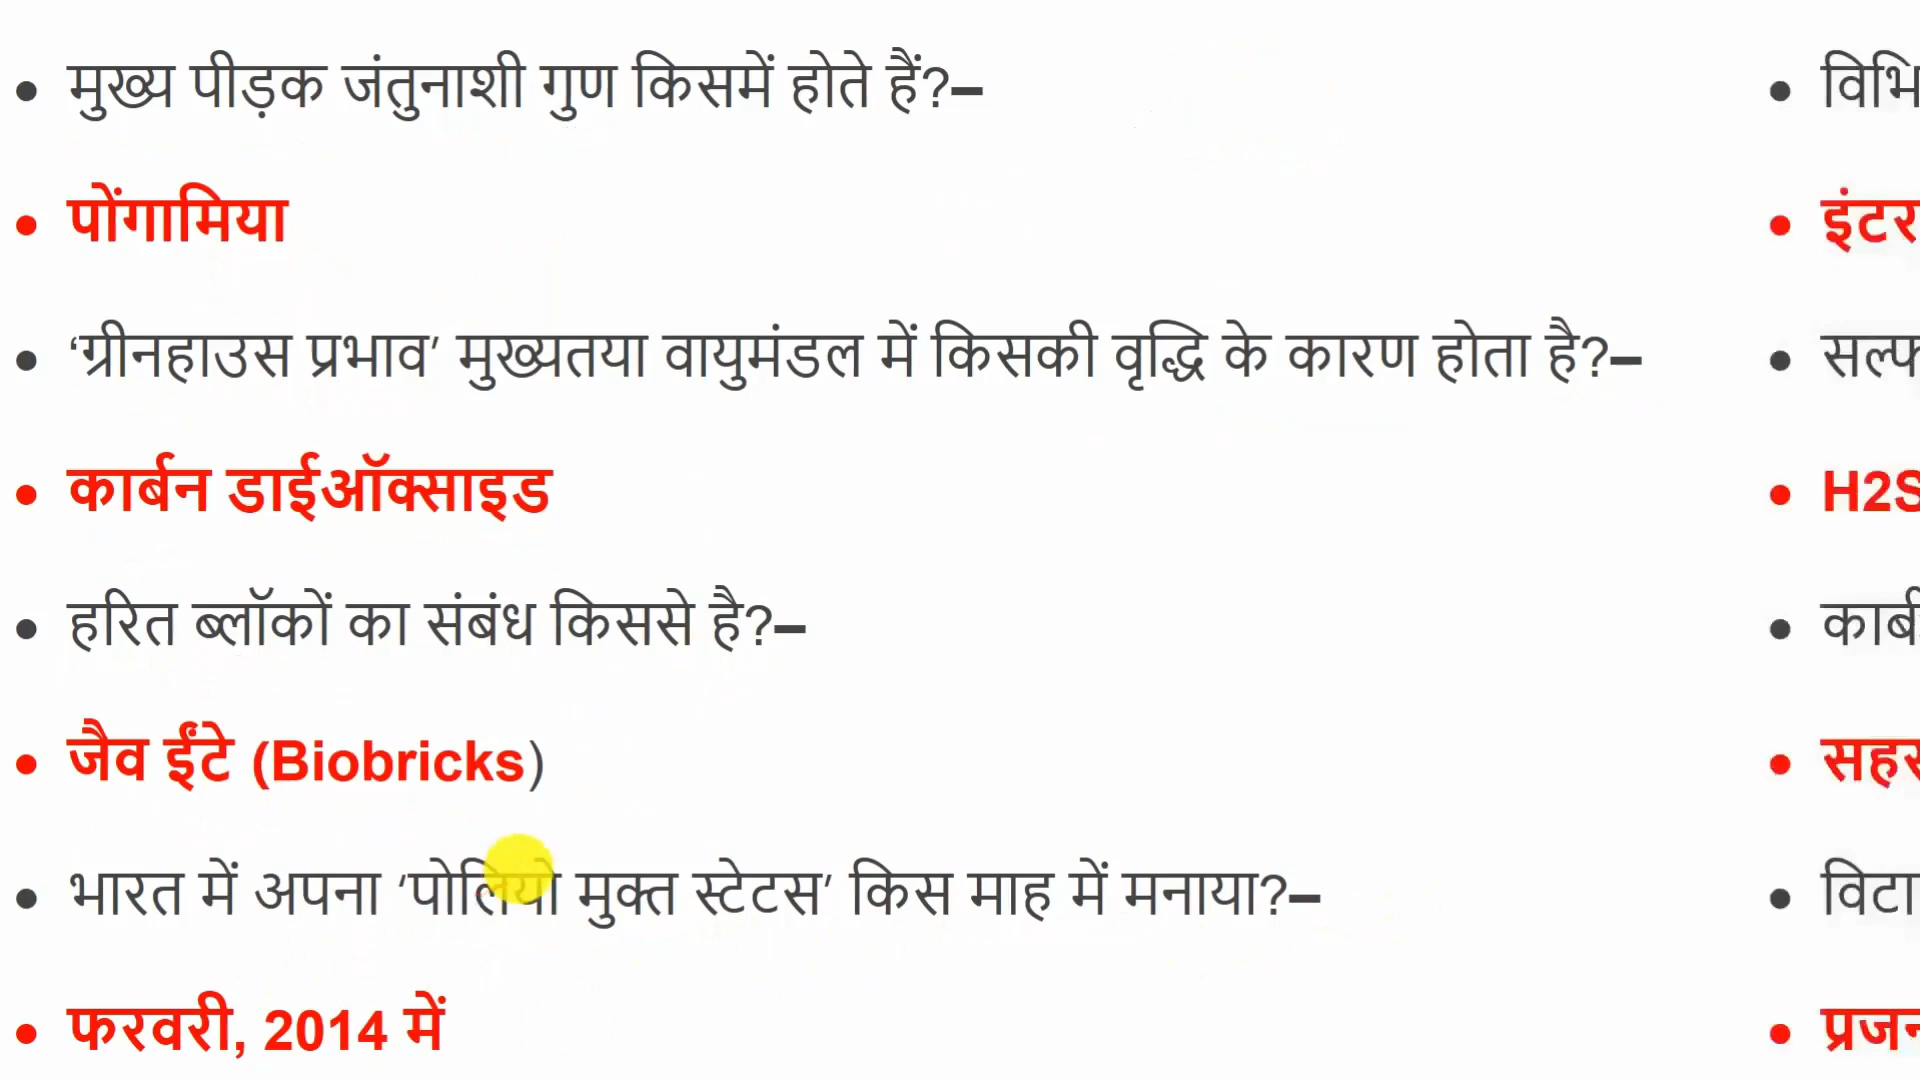 मुख्य पीड़क जंतुनाशी गुण किसमें होते हैं?–
पोंगामिया
‘ग्रीनहाउस प्रभाव’ मुख्यतया वायुमंडल में किसकी वृद्धि के कारण होता है?–
कार्बन डाईऑक्साइड
हरित ब्लॉकों का संबंध किससे है?–
जैव ईंटे (Biobricks)
भारत में अपना ‘पोलियो मुक्त स्टेटस’ किस माह में मनाया?–
फरवरी, 2014 में